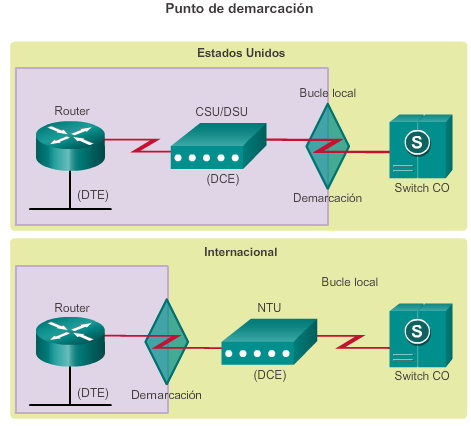 Punto de demarcación
Estados Unidos
Bucle local
Router
CSU/DSU
S
(DTE)
(DCE)
Demarcación
Switch CO
Internacional
Bucle local
Router
NTU
S
(DTE)
(DCE)
Switch CO
Demarcación